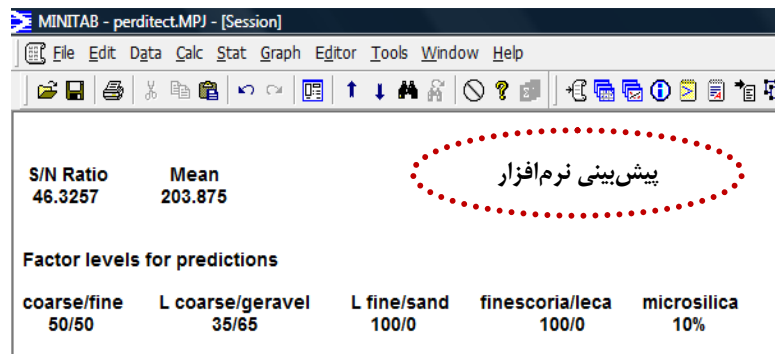 MINITAB - perditect.MPJ - [Session]
File Edit Data Calc Stat Graph Editor Tools Window Help
S/N Ratio Mean
46.3257 203.875
پیش‌بینی نرم‌افزار
Factor levels for predictions
coarse/fine L coarse/geravel L fine/sand finescoria/leca microsilica
50/50 35/65 100/0 100/0 10%